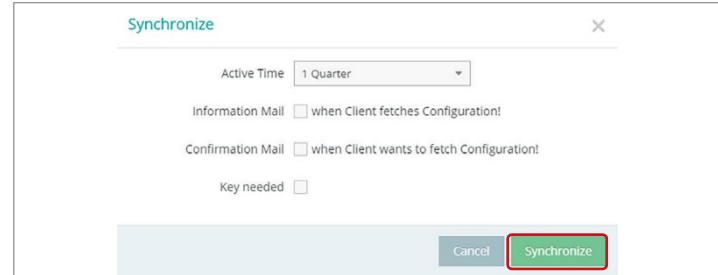 Synchronize
Active Time 1 Quarter
Information Mail when Client fetches Configuration!
Confirmation Mail when Client wants to fetch Configuration!
Key needed
Cancel Synchronize